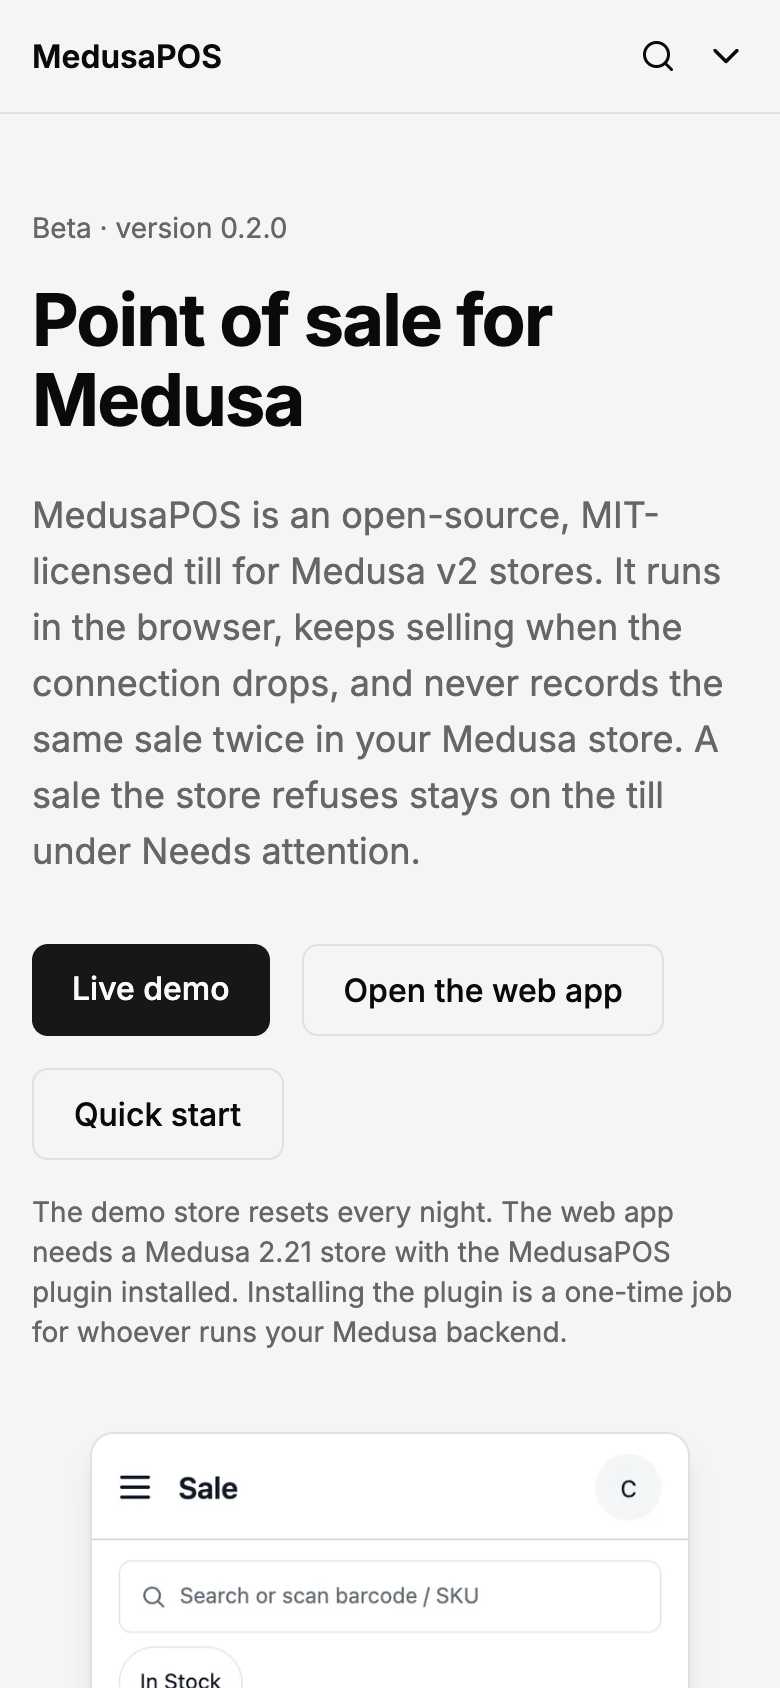 MedusaPOS
Beta · version 0.2.0
Point of sale for
Medusa
MedusaPOS is an open-source, MIT-
licensed till for Medusa v2 stores. It runs
in the browser, keeps selling when the
connection drops, and never records the
same sale twice in your Medusa store. A
sale the store refuses stays on the till
under Needs attention.
Live demo
Open the web app
Quick start
The demo store resets every night. The web app
needs a Medusa 2.21 store with the MedusaPOS
plugin installed. Installing the plugin is a one-time job
for whoever runs your Medusa backend.
Sale
C
Search or scan barcode / SKU
In Stock